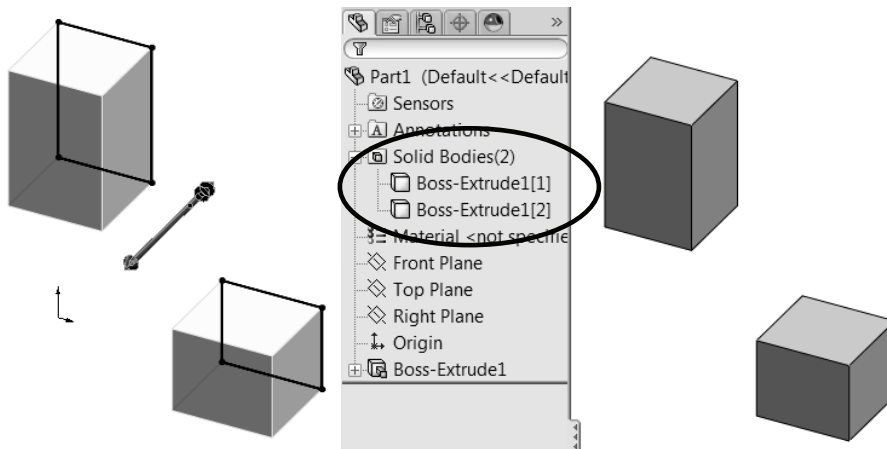 Part1 (Default<<Default
Sensors
A Annotations
Solid Bodies(2)
Boss-Extrude1[1]
Boss-Extrude1[2]
Material <not specifie
Front Plane
Top Plane
Right Plane
Origin
Boss-Extrude1